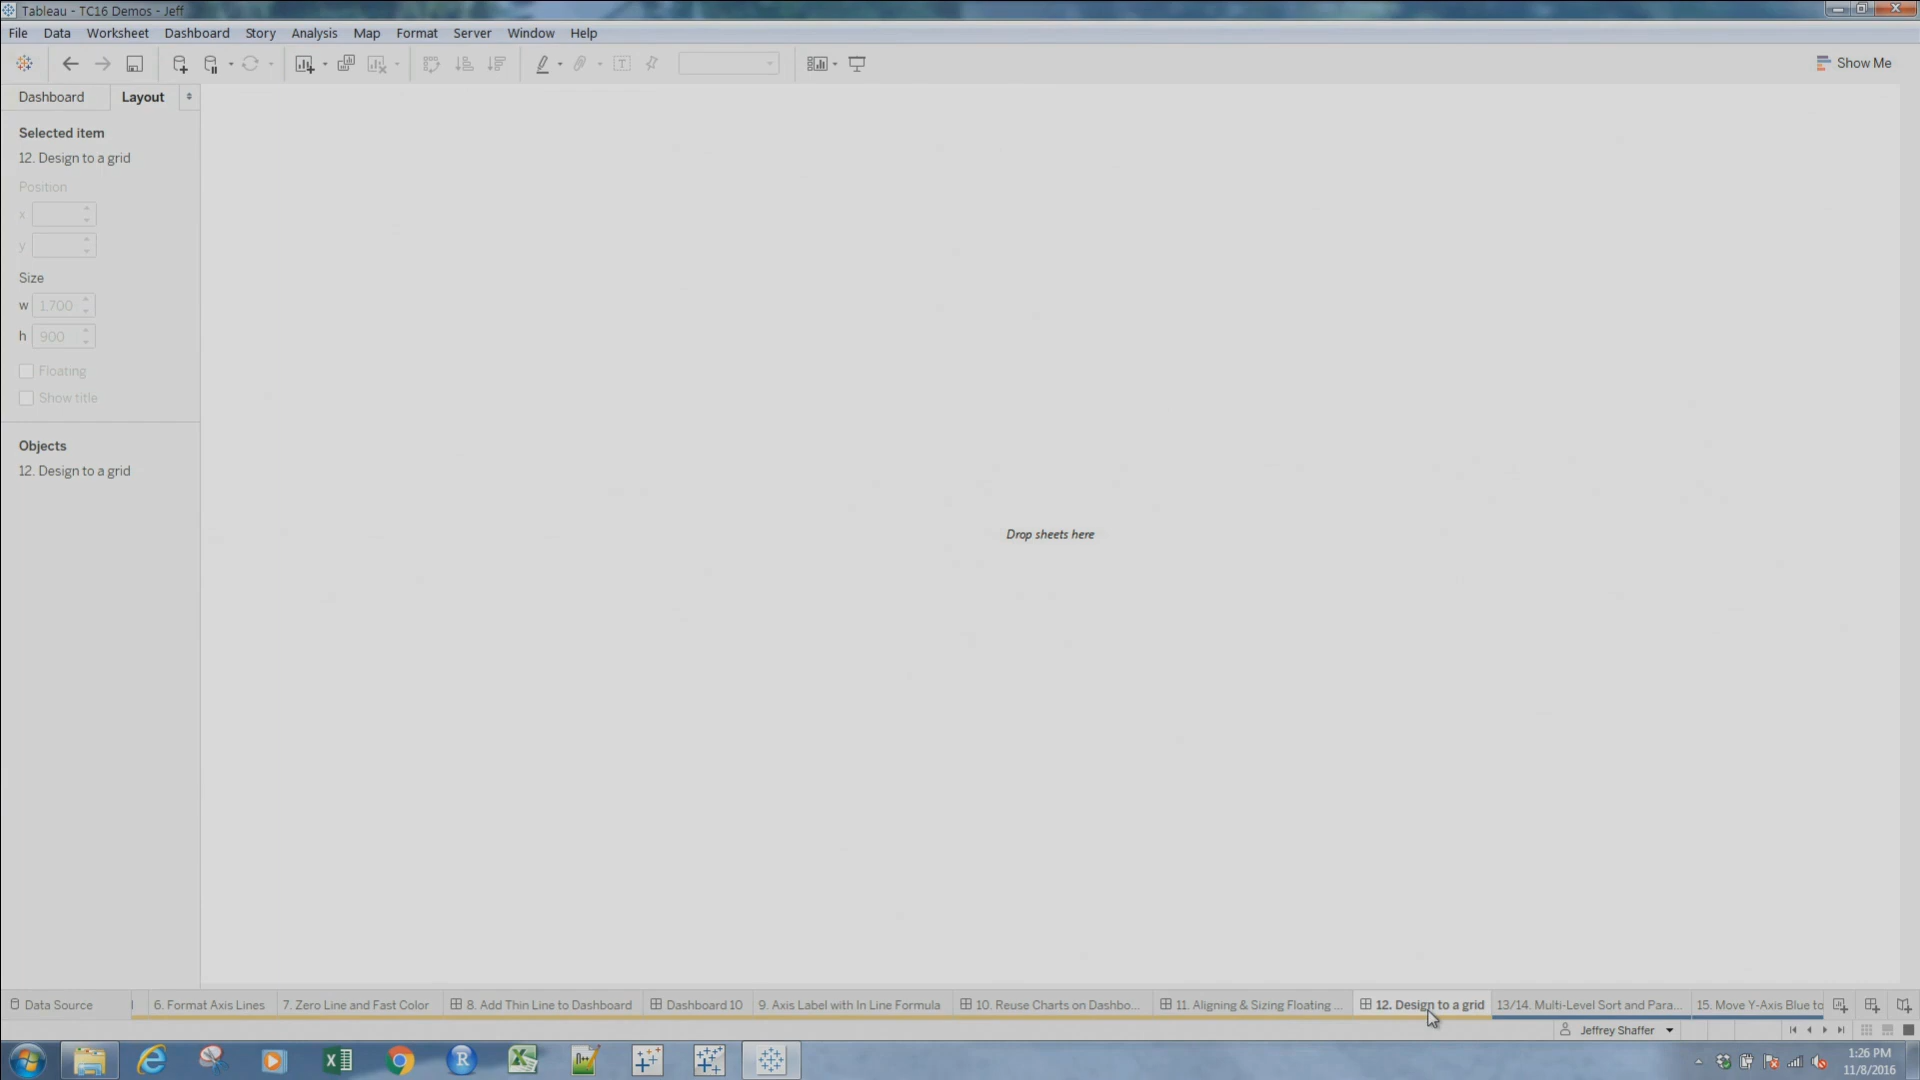 Tableau - TC16 Demos - Jeff
File Data Worksheet Dashboard Story Analysis Map Format Server Window Help
Show Me
Dashboard Layout
Selected item
12. Design to a grid
Position
x
y
Size
w 1,700
h 900
Floating
Show title
Objects
12. Design to a grid
Drop sheets here
Data Source 6. Format Axis Lines 7. Zero Line and Fast Color 8. Add Thin Line to Dashboard Dashboard 10 9. Axis Label with In Line Formula 10. Reuse Charts on Dashbo... 11. Aligning & Sizing Floating ... 12. Design to a grid 13/14. Multi-Level Sort and Para... 15. Move Y-Axis Blue to
Jeffrey Shaffer
1:26 PM
11/8/2016